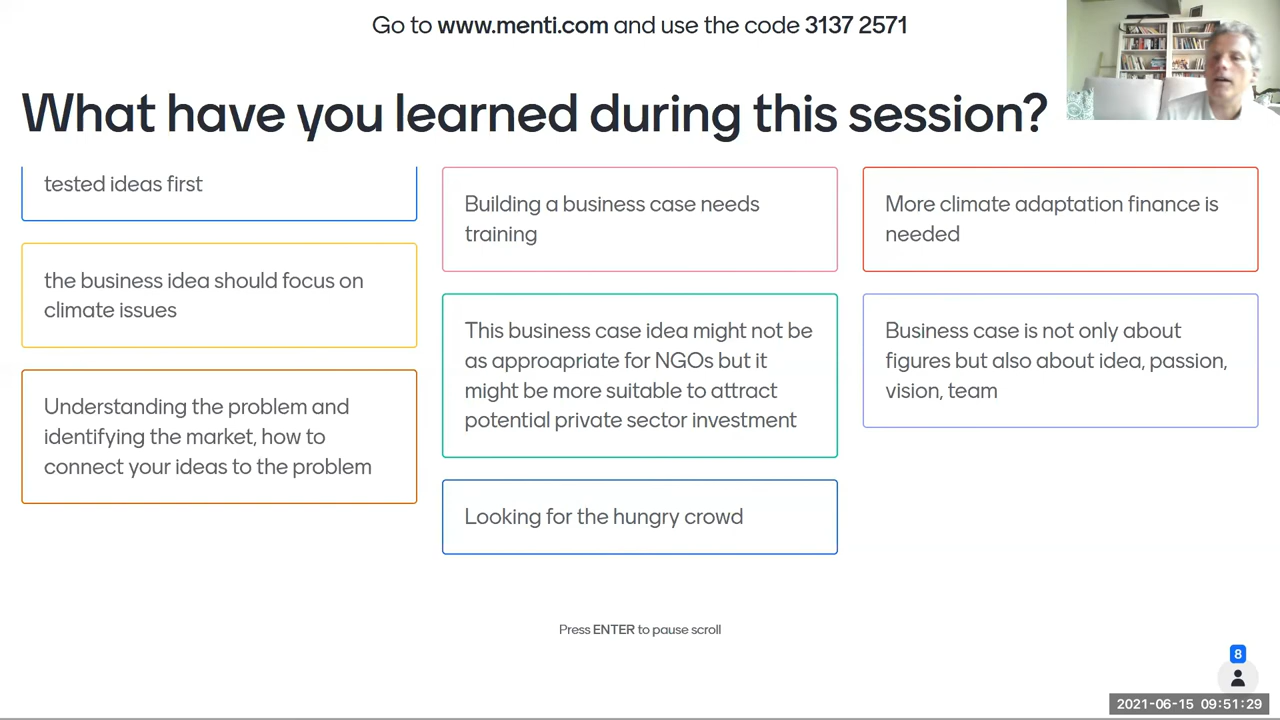 Go to www.menti.com and use the code 3137 2571
What have you learned during this session?
tested ideas first
the business idea should focus on
climate issues
Understanding the problem and
identifying the market, how to
connect your ideas to the problem
Building a business case needs
training
This business case idea might not be
as approapriate for NGOs but it
might be more suitable to attract
potential private sector investment
Looking for the hungry crowd
More climate adaptation finance is
needed
Business case is not only about
figures but also about idea, passion,
vision, team
Press ENTER to pause scroll
8
2021-06-15 09:51:29